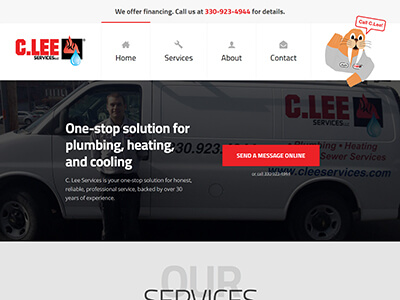 We offer financing. Call us at 330-923-4944 for details.
Call C.Lee!
C.LEE
SERVICES
Home
Services
About
Contact
C.LEE
SERVICES
One-stop solution for
plumbing, heating,
and cooling
SEND A MESSAGE ONLINE
or call 330-923-4944
C. Lee Services is your one-stop solution for honest,
reliable, professional service, backed by over 30
years of experience.
330.923
Plumbing • Heating
Sewer Services
www.cleeservices.com
OUR
SERVICES